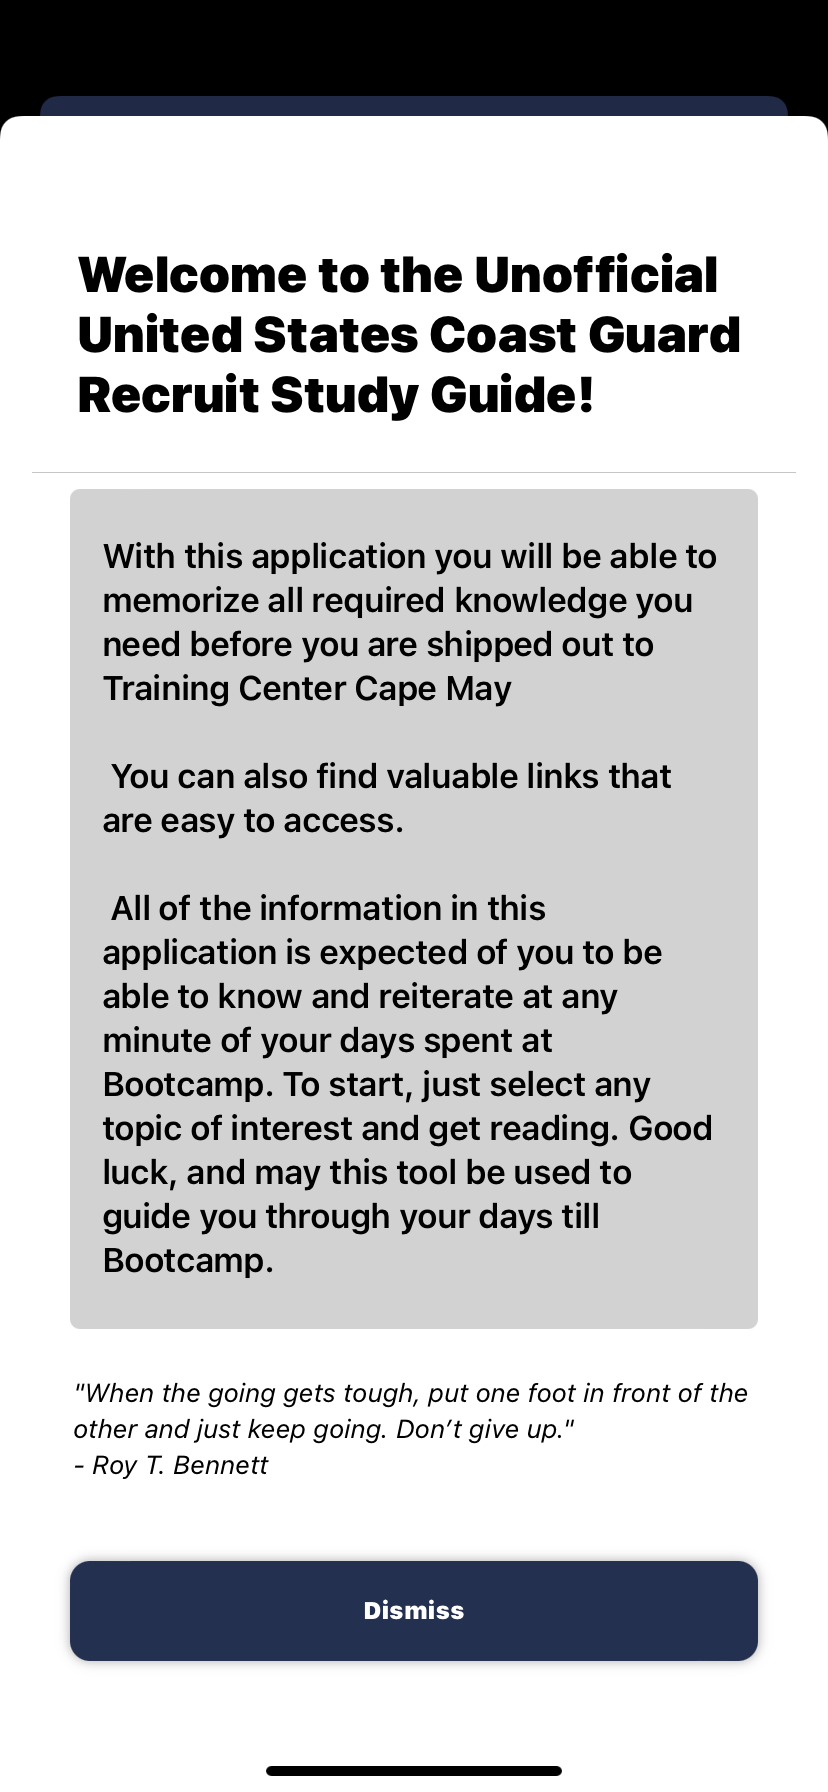 Welcome to the Unofficial
United States Coast Guard
Recruit Study Guide!
With this application you will be able to
memorize all required knowledge you
need before you are shipped out to
Training Center Cape May
You can also find valuable links that
are easy to access.
All of the information in this
application is expected of you to be
able to know and reiterate at any
minute of your days spent at
Bootcamp. To start, just select any
topic of interest and get reading. Good
luck, and may this tool be used to
guide you through your days till
Bootcamp.
"When the going gets tough, put one foot in front of the
other and just keep going. Don’t give up."
- Roy T. Bennett
Dismiss